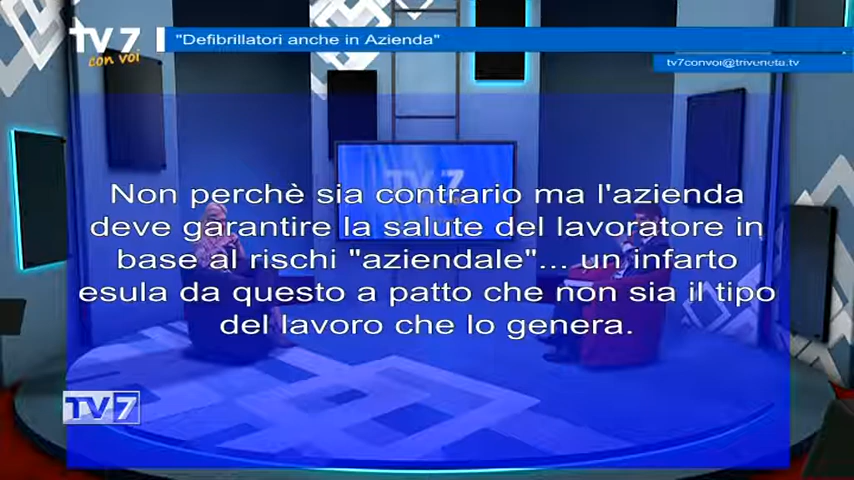 tv7
con voi
"Defibrillatori anche in Azienda"
tv7convoi@triveneta.tv
TV7
Non perchè sia contrario ma l'azienda
deve garantire la salute del lavoratore in
base al rischi "aziendale"... un infarto
esula da questo a patto che non sia il tipo
del lavoro che lo genera.
TV7